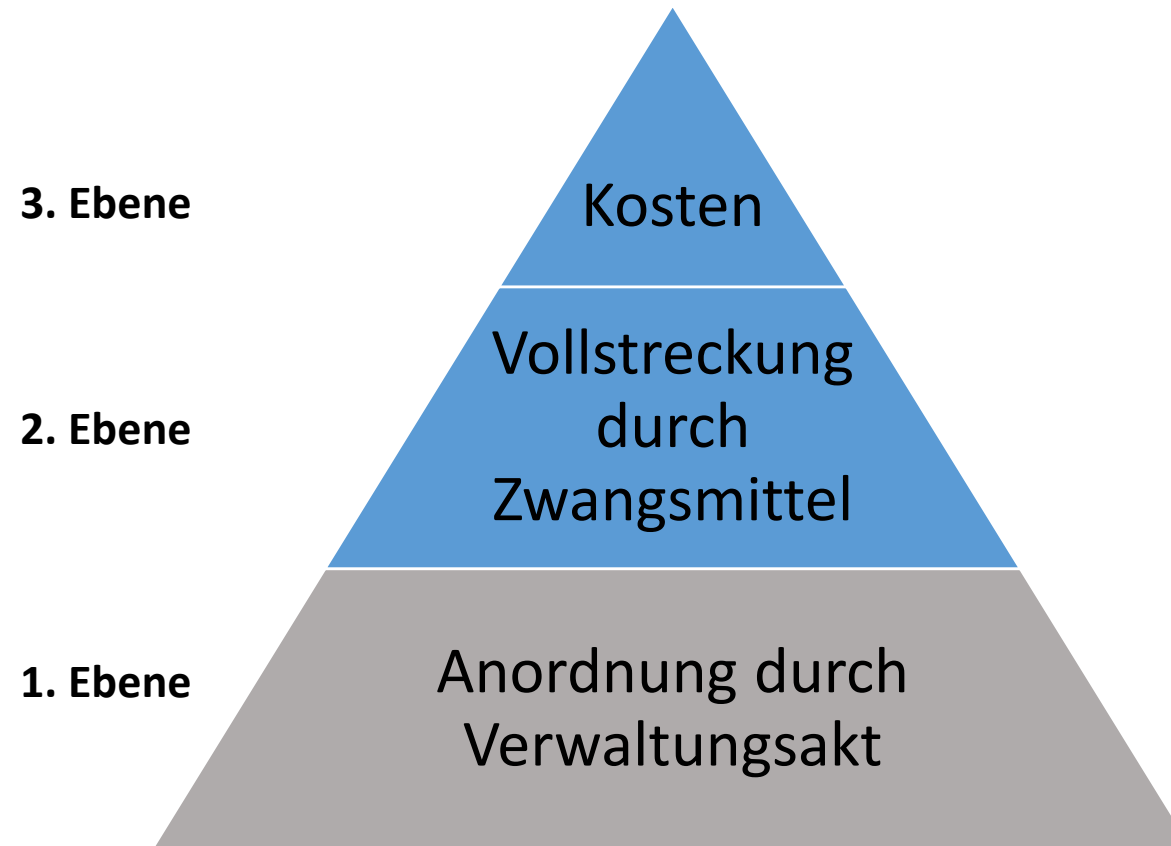 3. Ebene
Kosten
2. Ebene
Vollstreckung
durch
Zwangsmittel
1. Ebene
Anordnung durch
Verwaltungsakt